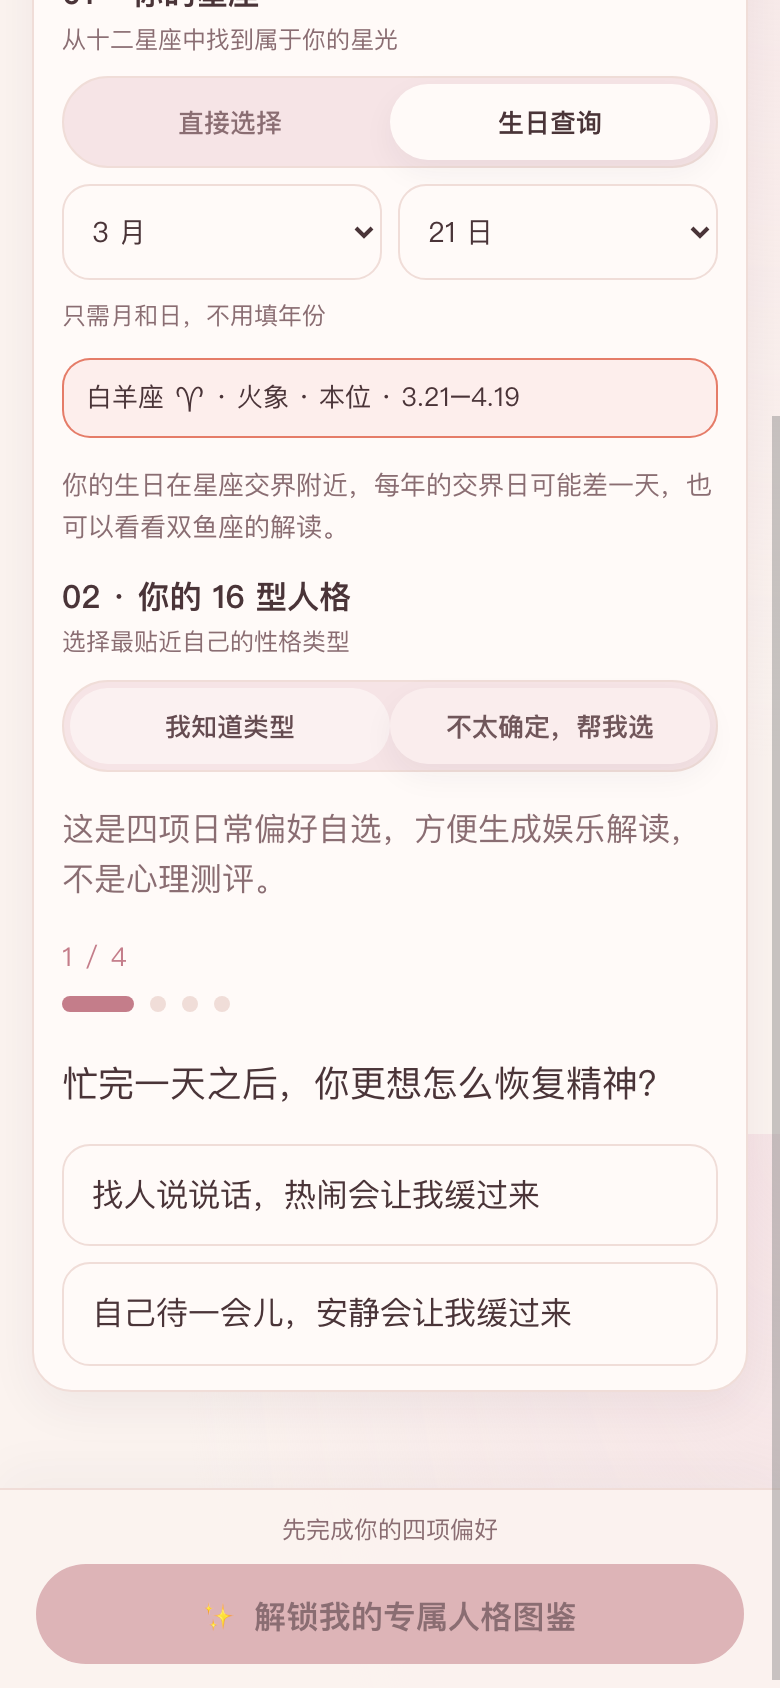 01 · 你的星座
从十二星座中找到属于你的星光
直接选择
生日查询
3 月
21 日
只需月和日，不用填年份
白羊座 ♈︎ · 火象 · 本位 · 3.21—4.19
你的生日在星座交界附近，每年的交界日可能差一天，也
可以看看双鱼座的解读。
02 · 你的 16 型人格
选择最贴近自己的性格类型
我知道类型
不太确定，帮我选
这是四项日常偏好自选，方便生成娱乐解读，
不是心理测评。
1 / 4
忙完一天之后，你更想怎么恢复精神？
找人说说话，热闹会让我缓过来
自己待一会儿，安静会让我缓过来
先完成你的四项偏好
✨ 解锁我的专属人格图鉴